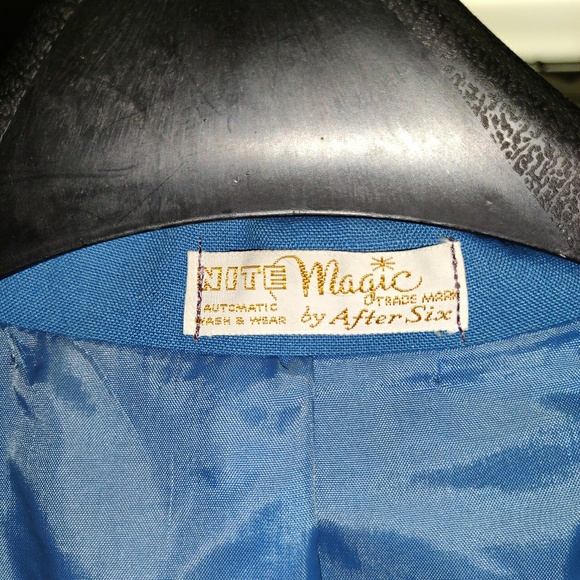 NITE Magic
TRADE MARK
AUTOMATIC
WASH & WEAR
by After Six